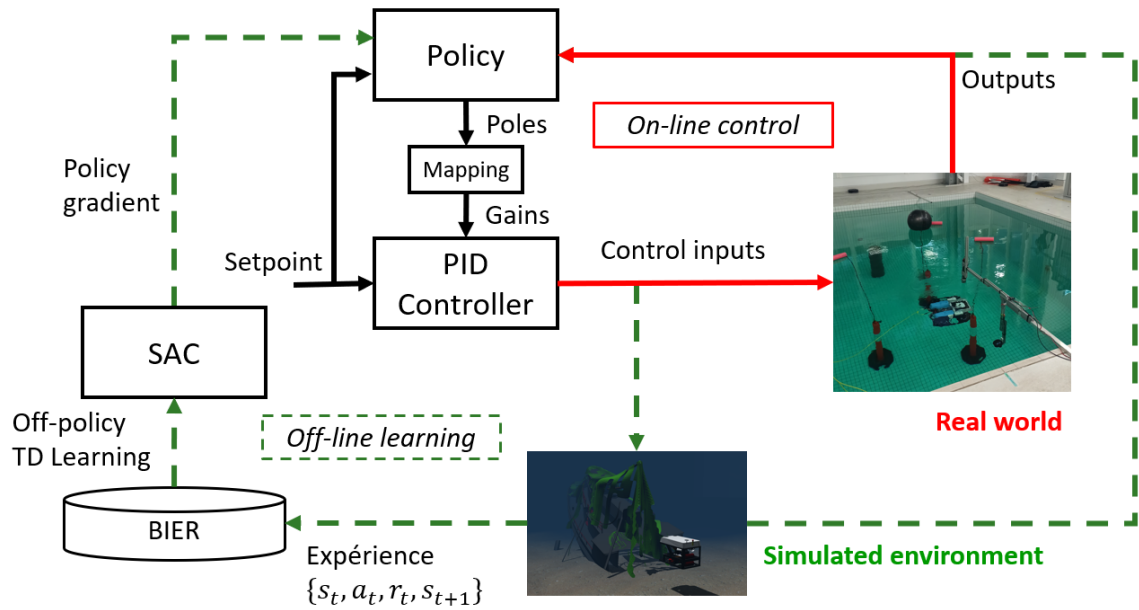 Policy
Outputs
Poles
On-line control
Mapping
Policy
gradient
Gains
Setpoint
PID
Controller
Control inputs
SAC
Real world
Off-policy
TD Learning
Off-line learning
BIER
Expérience
{s_t, a_t, r_t, s_{t+1}}
Simulated environment